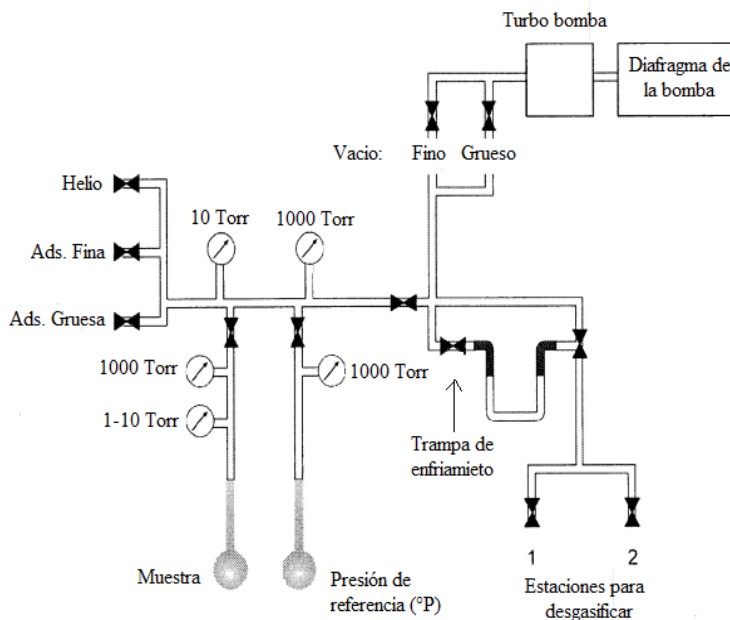 Turbo bomba
Diafragma de
la bomba
Vacio: Fino Grueso
Helio
10 Torr 1000 Torr
Ads. Fina
Ads. Gruesa
1000 Torr 1000 Torr
1-10 Torr
Trampa de
enfriamieto
1 2
Muestra
Presión de
referencia (°P)
Estaciones para
desgasificar